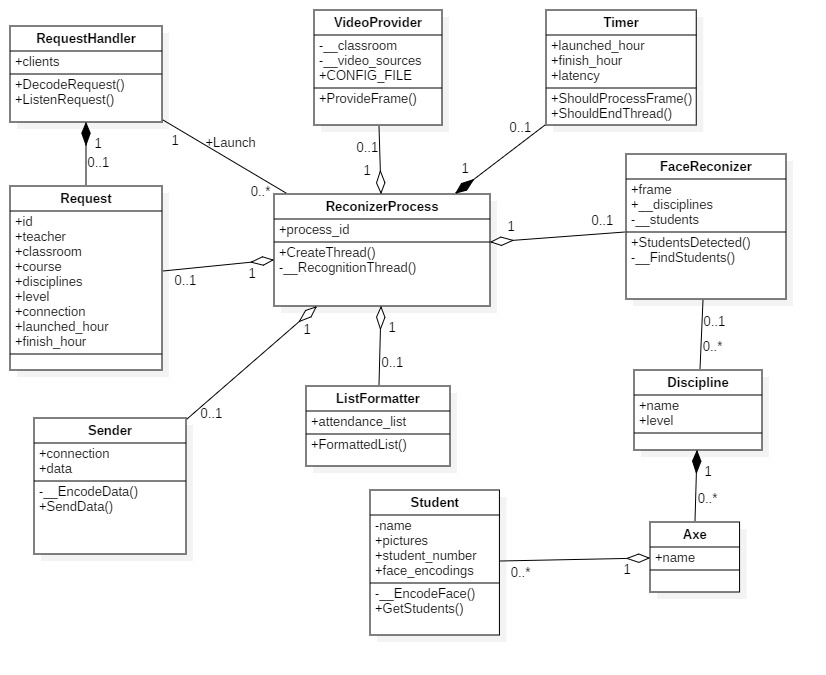 RequestHandler
+clients
+DecodeRequest()
+ListenRequest()
VideoProvider
-__classroom
-__video_sources
+CONFIG_FILE
+ProvideFrame()
Timer
+launched_hour
+finish_hour
+latency
+ShouldProcessFrame()
+ShouldEndThread()
1
0..1
1
+Launch
0..*
0..1
1
0..1
1
Request
+id
+teacher
+classroom
+course
+disciplines
+level
+connection
+launched_hour
+finish_hour
ReconizerProcess
+process_id
+CreateThread()
-__RecognitionThread()
FaceReconizer
+frame
+__disciplines
-__students
+StudentsDetected()
-__FindStudents()
1
0..1
0..1
1
1
0..1
1
0..1
0..1
0..*
Sender
+connection
+data
-__EncodeData()
+SendData()
ListFormatter
+attendance_list
+FormattedList()
Discipline
+name
+level
1
0..*
Student
-name
+pictures
+student_number
+face_encodings
-__EncodeFace()
+GetStudents()
0..*
1
Axe
+name